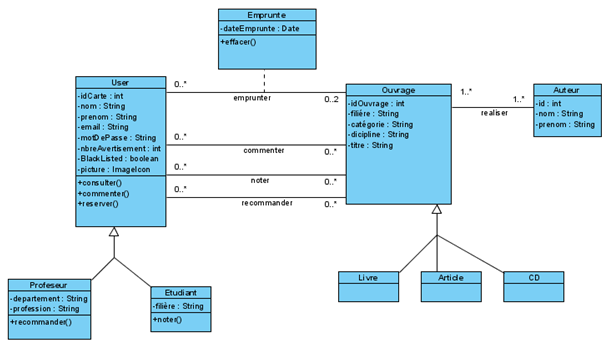 Emprunte
-dateEmprunte : Date
+effacer()
User
-idCarte : int
-nom : String
-prenom : String
-email : String
-motDePasse : String
-nbreAvertisement : int
-BlackListed : boolean
-picture : ImageIcon
+consulter()
+commenter()
+reserver()
0..*
emprunter
0..2
0..*
commenter
0..*
0..*
noter
0..*
0..*
recommander
0..*
Ouvrage
-idOuvrage : int
-filière : String
-catégorie : String
-dicipline : String
-titre : String
1..*
realiser
1..*
Auteur
-id : int
-nom : String
-prenom : String
Profeseur
-departement : String
-profession : String
+recommander()
Etudiant
-filière : String
+noter()
Livre
Article
CD